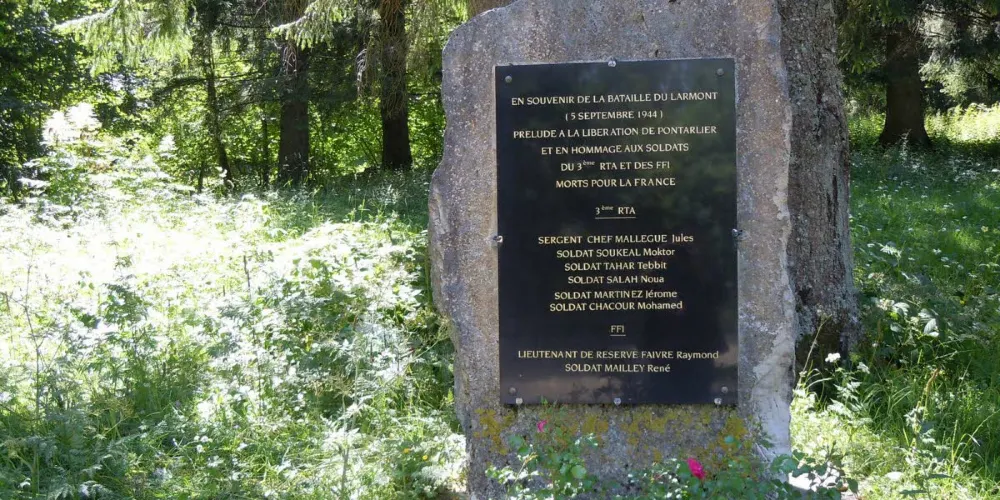 EN SOUVENIR DE LA BATAILLE DU LARMONT
( 5 SEPTEMBRE 1944 )
PRELUDE A LA LIBERATION DE PONTARLIER
ET EN HOMMAGE AUX SOLDATS
DU 3ème RTA ET DES FFI
MORTS POUR LA FRANCE
3ème RTA
SERGENT CHEF MALLEGUE Jules
SOLDAT SOUKEAL Moktor
SOLDAT TAHAR Tebbit
SOLDAT SALAH Noua
SOLDAT MARTINEZ Jérome
SOLDAT CHACOUR Mohamed
FFI
LIEUTENANT DE RESERVE FAIVRE Raymond
SOLDAT MAILLEY René